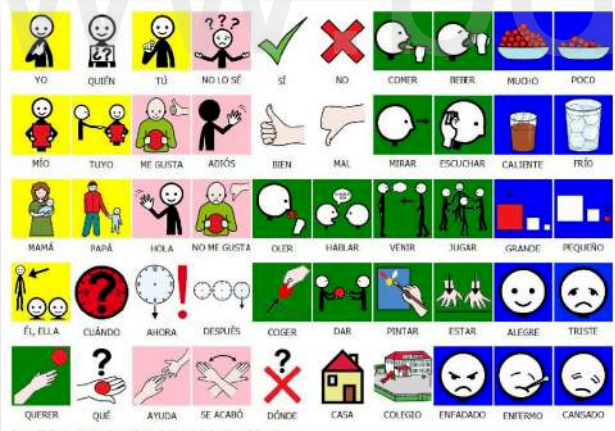 YO QUIÉN TÚ NO LO SÉ SÍ NO COMER BEBER MUCHO POCO
MÍO TUYO ME GUSTA ADIÓS BIEN MAL MIRAR ESCUCHAR CALIENTE FRÍO
MAMÁ PAPÁ HOLA NO ME GUSTA OLER HABLAR VENIR JUGAR GRANDE PEQUEÑO
ÉL, ELLA CUÁNDO AHORA DESPUÉS COGER DAR PINTAR ESTAR ALEGRE TRISTE
QUERER QUÉ AYUDA SE ACABÓ DÓNDE CASA COLEGIO ENFADADO ENFERMO CANSADO